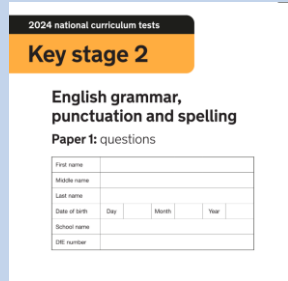 2024 national curriculum tests
Key stage 2
English grammar,
punctuation and spelling
Paper 1: questions
First name
Middle name
Last name
Date of birth Day Month Year
School name
DfE number